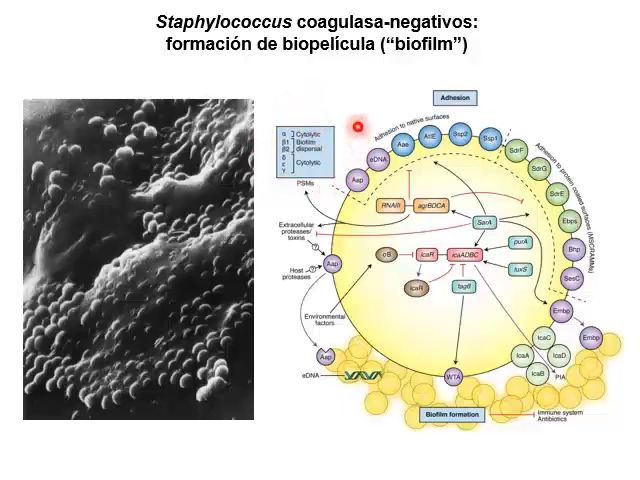 Staphylococcus coagulasa-negativos:
formación de biopelícula (“biofilm”)
Adhesion
Adhesion to native surfaces
Adhesion to protein coated surfaces (MSCRAMMs)
α Cytolytic
β1 Biofilm
β2 dispersal
δ
ε Cytolytic
γ
PSMs
Aap
eDNA
Aae
AtlE
Ssp2
Ssp1
SdrF
SdrG
SdrE
Ebps
Bhp
SesC
Embp
Embp
RNAIII
agrBDCA
SarA
Extracellular
proteases/
toxins
?
Host
proteases
?
Aap
σB
icaR
icaADBC
purA
luxS
icaR
tagB
Environmental
factors
Aap
eDNA
WTA
IcaC
IcaA
IcaD
IcaB
PIA
Biofilm formation
Immune system
Antibiotics